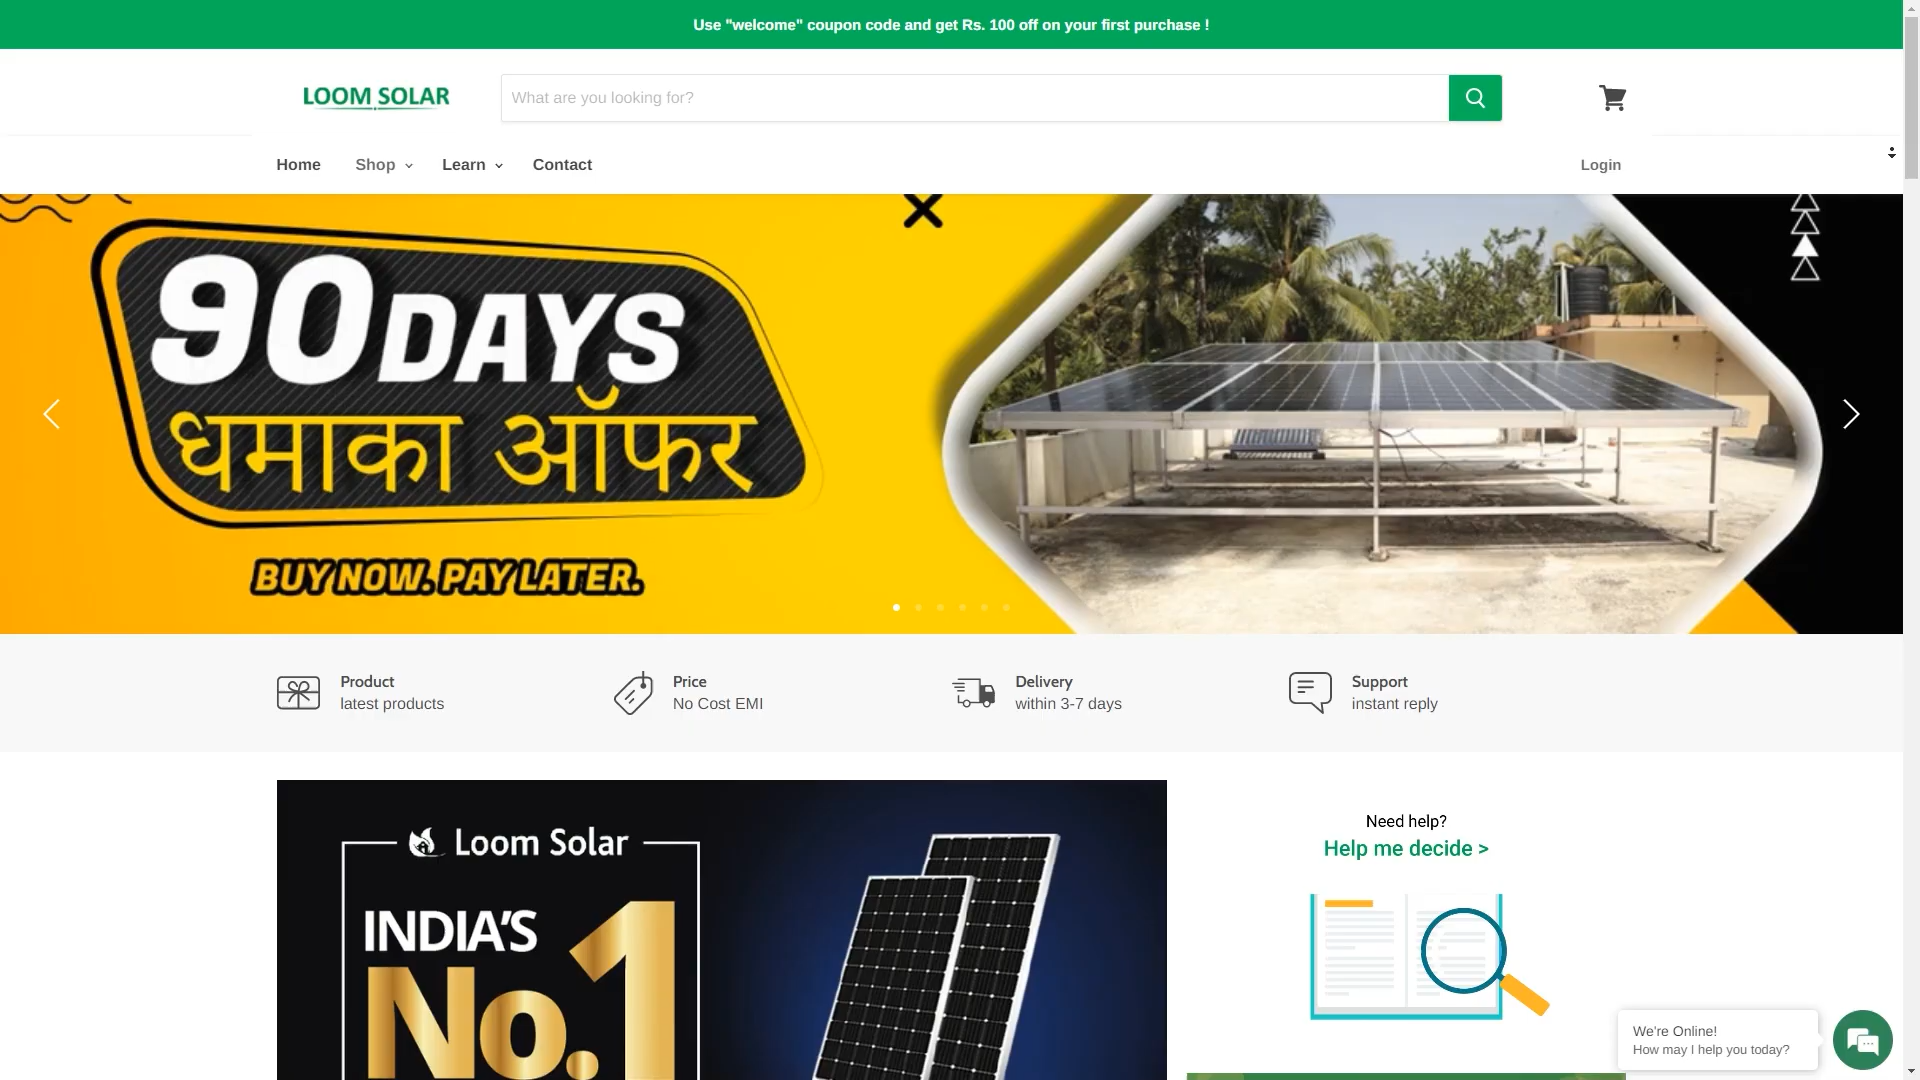 Use "welcome" coupon code and get Rs. 100 off on your first purchase !
LOOM SOLAR
What are you looking for?
Home
Shop
Learn
Contact
Login
90DAYS
धमाका ऑफर
BUY NOW. PAY LATER.
Product
latest products
Price
No Cost EMI
Delivery
within 3-7 days
Support
instant reply
Loom Solar
INDIA'S
No.1
Need help?
Help me decide >
We're Online!
How may I help you today?